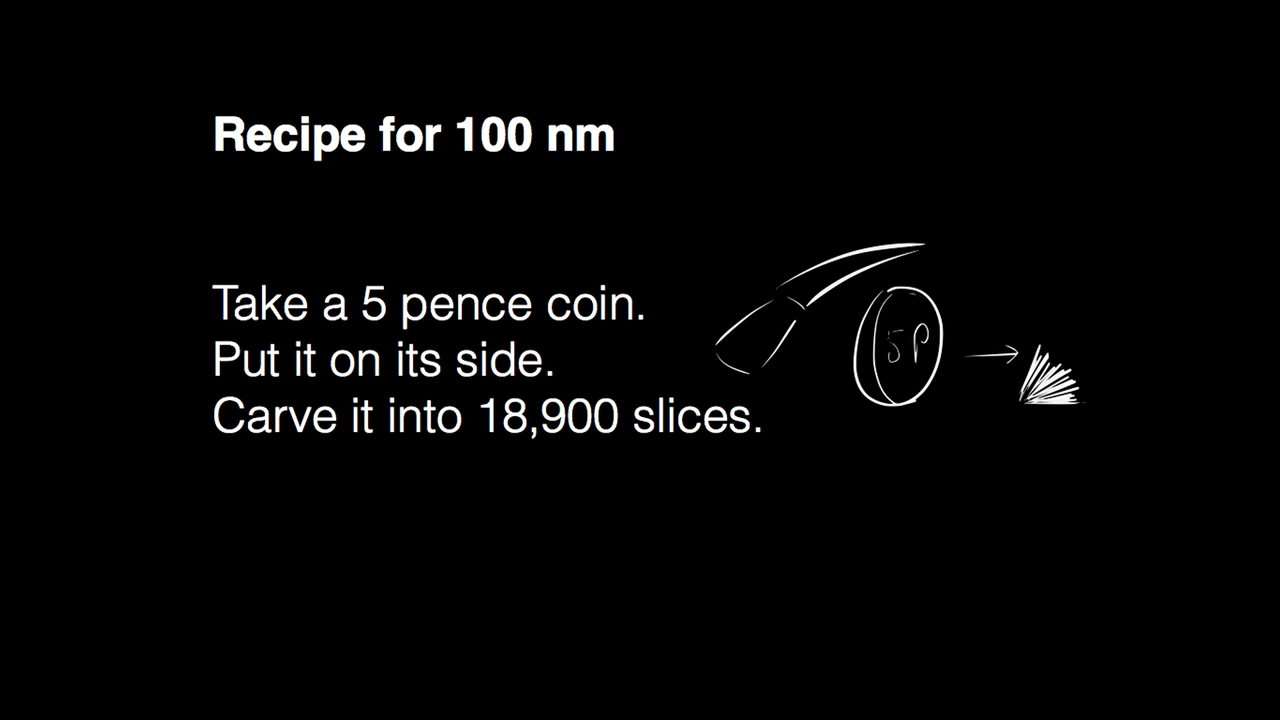 Recipe for 100 nm
Take a 5 pence coin.
Put it on its side.
Carve it into 18,900 slices.
5P